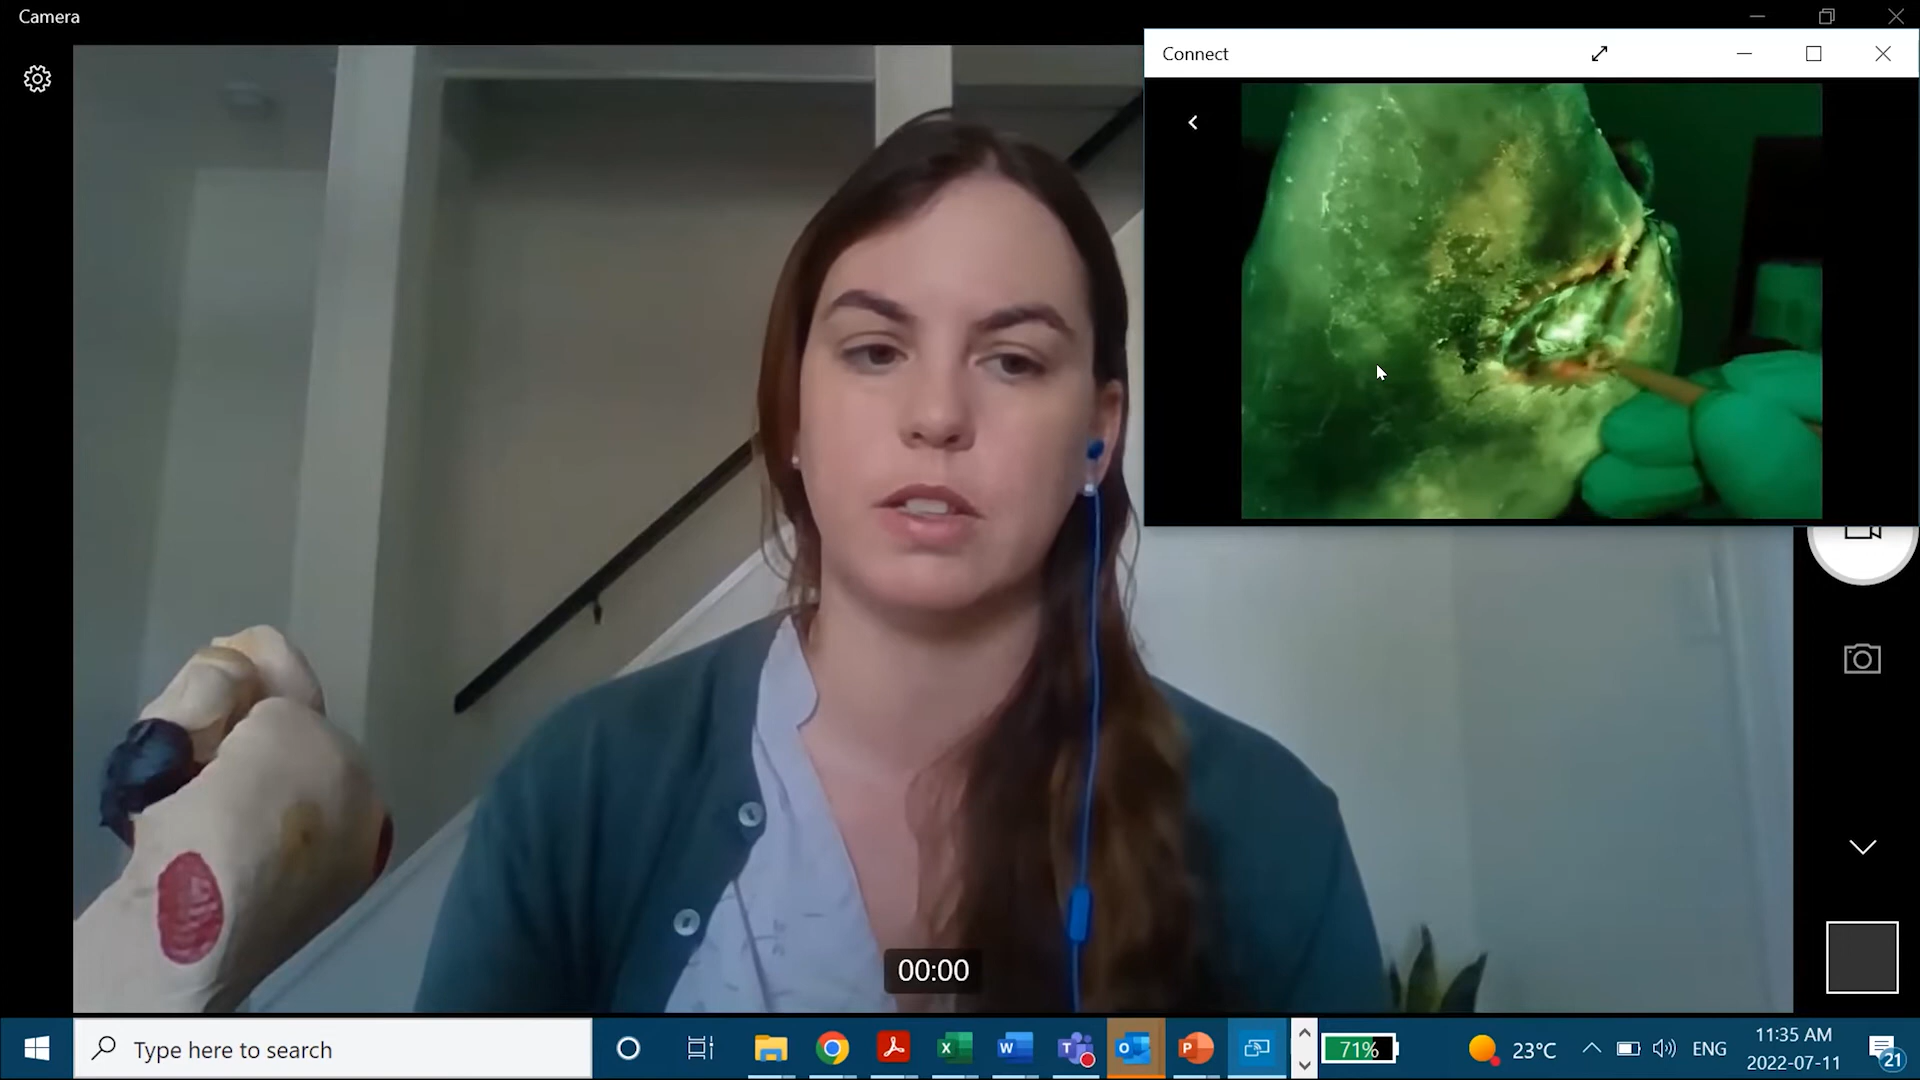 Camera
Connect
00:00
Type here to search
71%
23°C
ENG
11:35 AM
2022-07-11
21